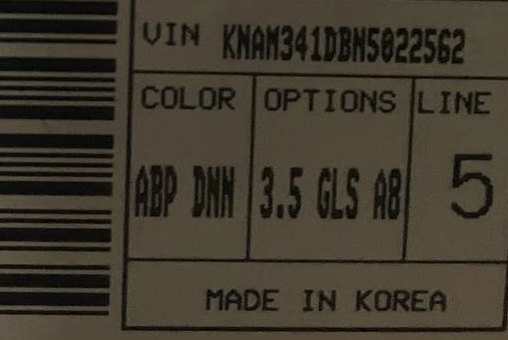 VIN KNAM341DBN5022562
COLOR OPTIONS LINE
ABP DNN 3.5 GLS A8 5
MADE IN KOREA